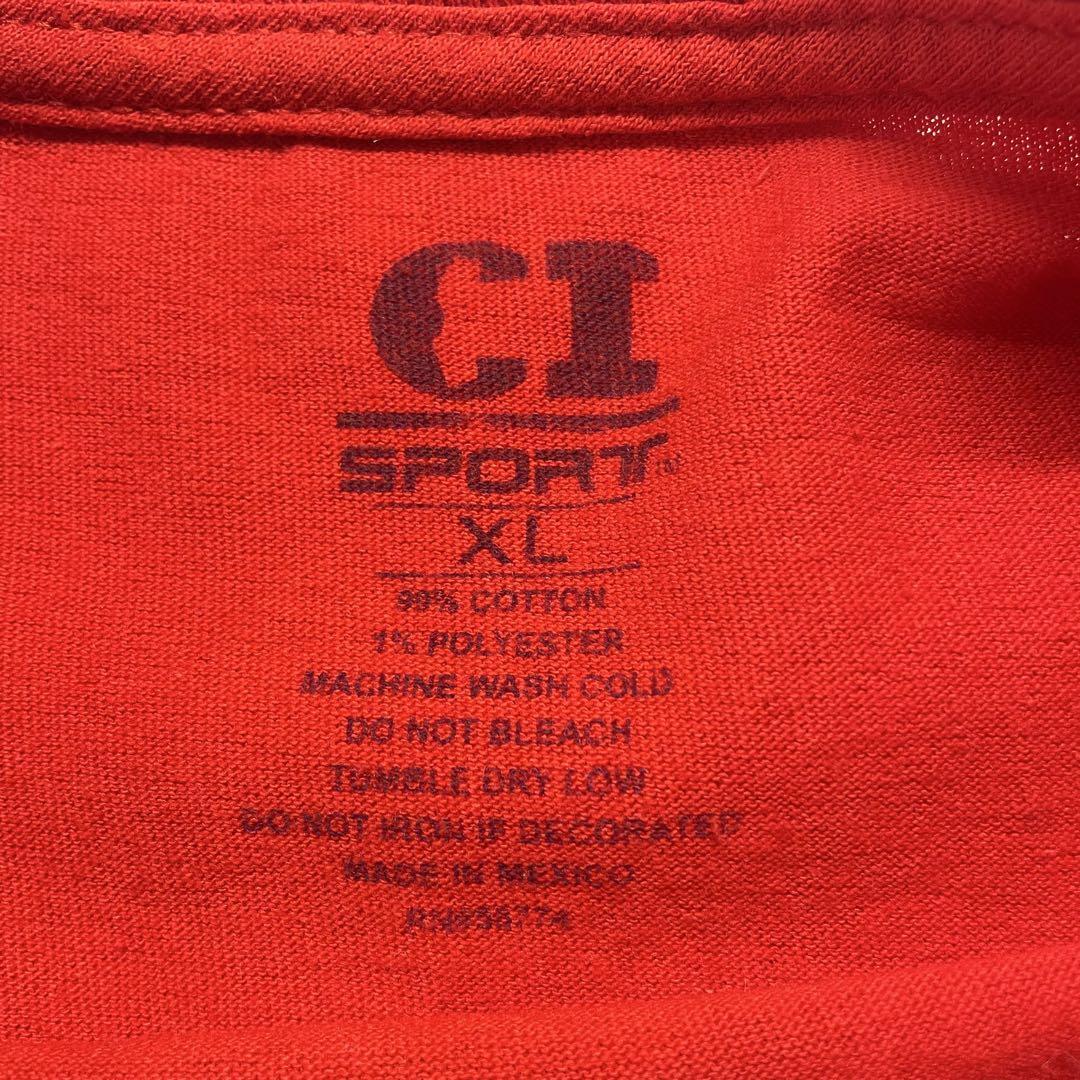 CI
SPORT
XL
99% COTTON
1% POLYESTER
MACHINE WASH COLD
DO NOT BLEACH
TUMBLE DRY LOW
DO NOT IRON IF DECORATED
MADE IN MEXICO